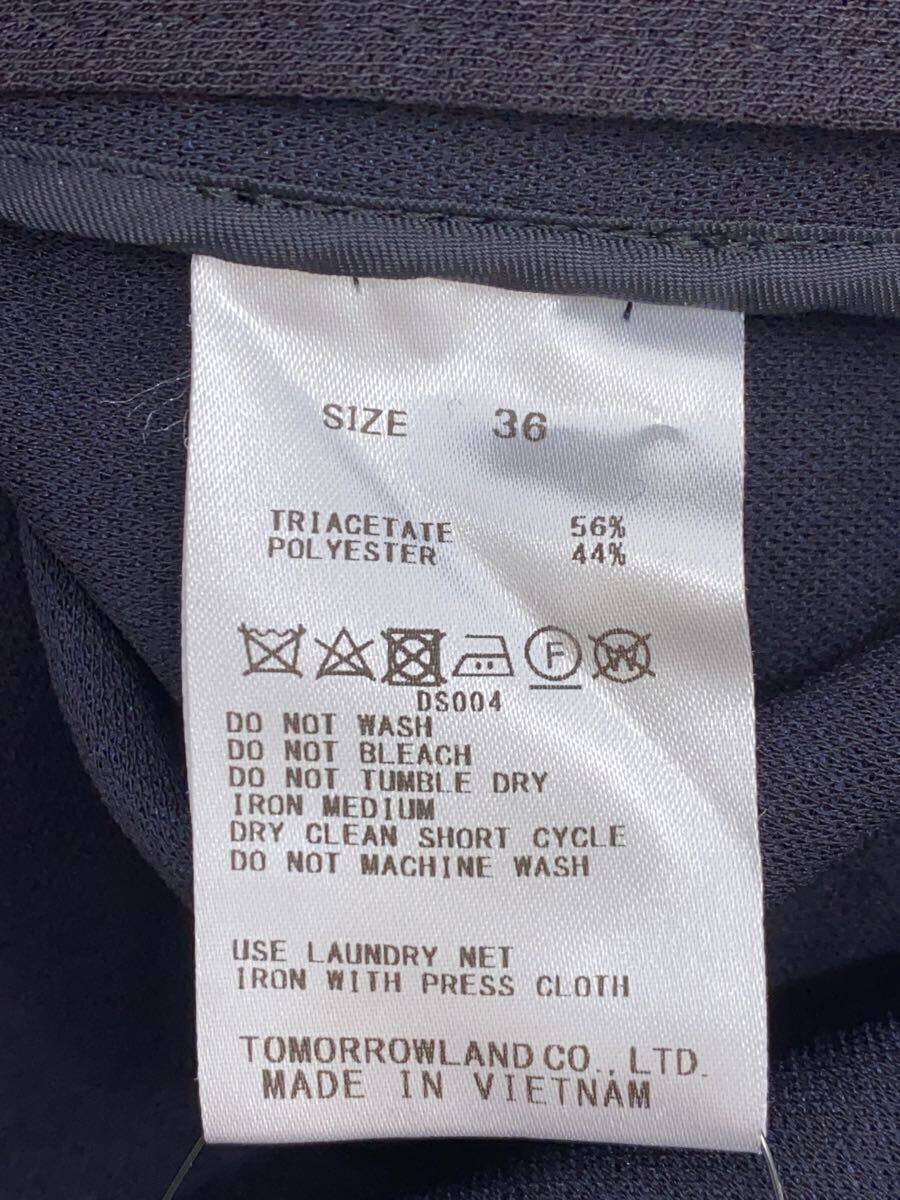 SIZE 36
TRIACETATE 56%
POLYESTER 44%
F W
DS004
DO NOT WASH
DO NOT BLEACH
DO NOT TUMBLE DRY
IRON MEDIUM
DRY CLEAN SHORT CYCLE
DO NOT MACHINE WASH
USE LAUNDRY NET
IRON WITH PRESS CLOTH
TOMORROWLAND CO., LTD.
MADE IN VIETNAM